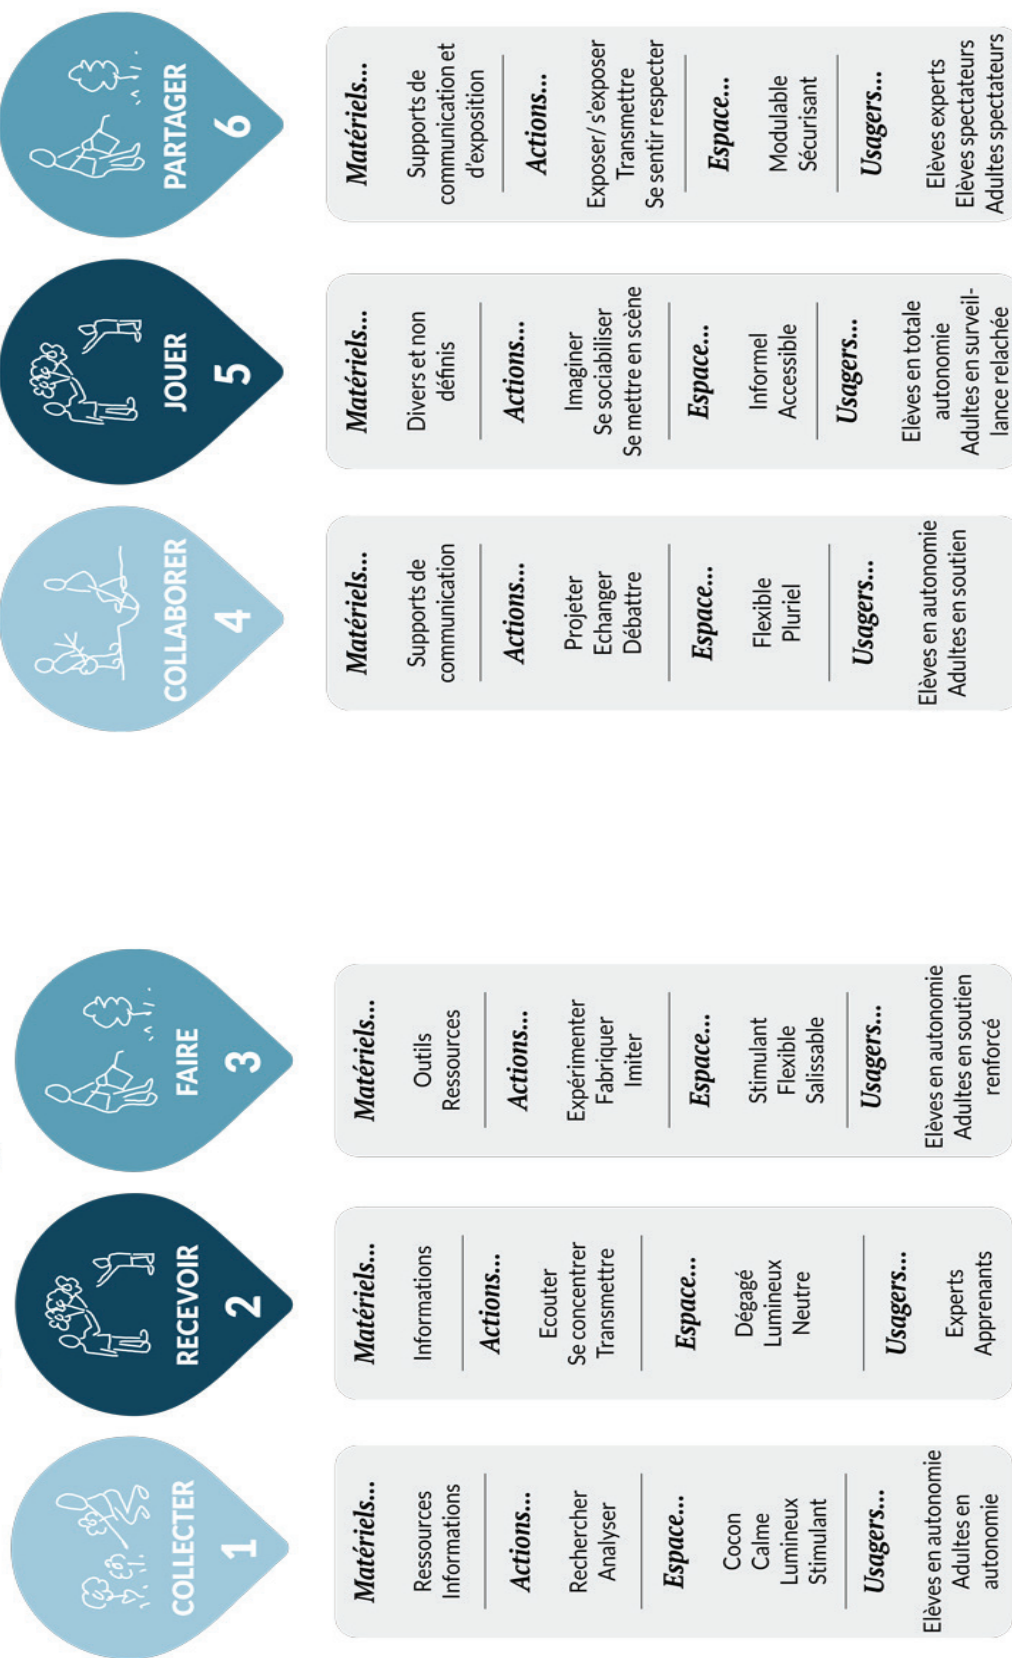 COLLECTER
1
Matériels...
Ressources
Informations
Actions...
Rechercher
Analyser
Espace...
Cocon
Calme
Lumineux
Stimulant
Usagers...
Elèves en autonomie
Adultes en
autonomie
RECEVOIR
2
Matériels...
Informations
Actions...
Ecouter
Se concentrer
Transmettre
Espace...
Dégagé
Lumineux
Neutre
Usagers...
Experts
Apprenants
FAIRE
3
Matériels...
Outils
Ressources
Actions...
Expérimenter
Fabriquer
Imiter
Espace...
Stimulant
Flexible
Salissable
Usagers...
Elèves en autonomie
Adultes en soutien
renforcé
COLLABORER
4
Matériels...
Supports de
communication
Actions...
Projeter
Echanger
Débattre
Espace...
Flexible
Pluriel
Usagers...
Elèves en autonomie
Adultes en soutien
JOUER
5
Matériels...
Divers et non
définis
Actions...
Imaginer
Se sociabiliser
Se mettre en scène
Espace...
Informel
Accessible
Usagers...
Elèves en totale
autonomie
Adultes en surveil-
lance relachée
PARTAGER
6
Matériels...
Supports de
communication et
d'exposition
Actions...
Exposer/ s'exposer
Transmettre
Se sentir respecter
Espace...
Modulable
Sécurisant
Usagers...
Elèves experts
Elèves spectateurs
Adultes spectateurs